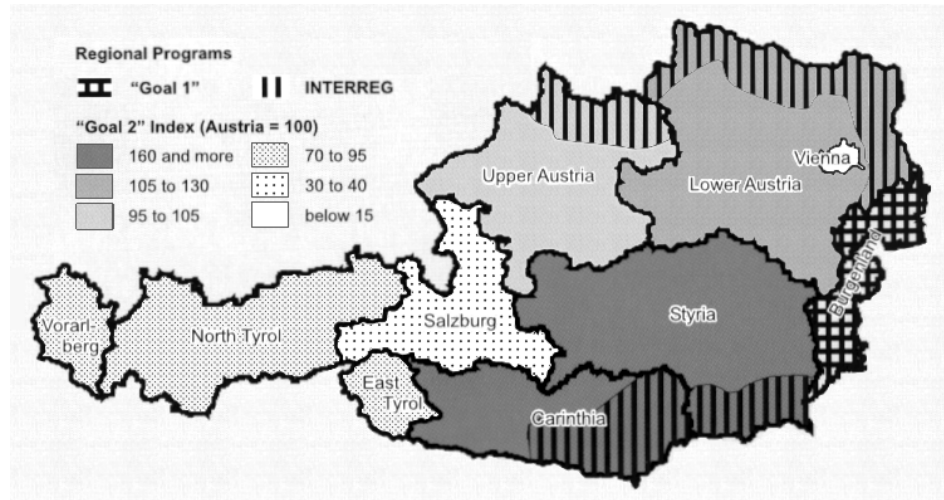 Regional Programs
“Goal 1”
INTERREG
“Goal 2” Index (Austria = 100)
160 and more
70 to 95
105 to 130
30 to 40
95 to 105
below 15
Vienna
Upper Austria
Lower Austria
Burgenland
Vorarl-
berg
North Tyrol
Salzburg
Styria
East
Tyrol
Carinthia